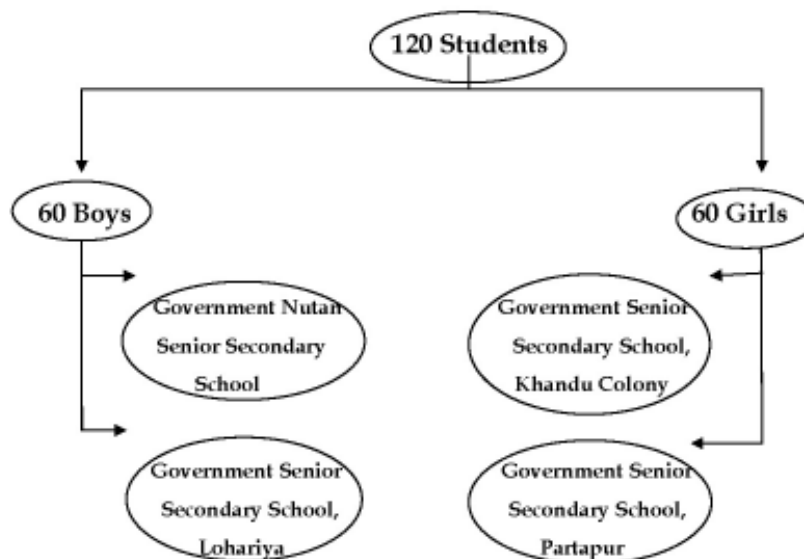 120 Students
60 Boys
60 Girls
Government Nutan
Senior Secondary
School
Government Senior
Secondary School,
Khandu Colony
Government Senior
Secondary School,
Lohariya
Government Senior
Secondary School,
Partapur